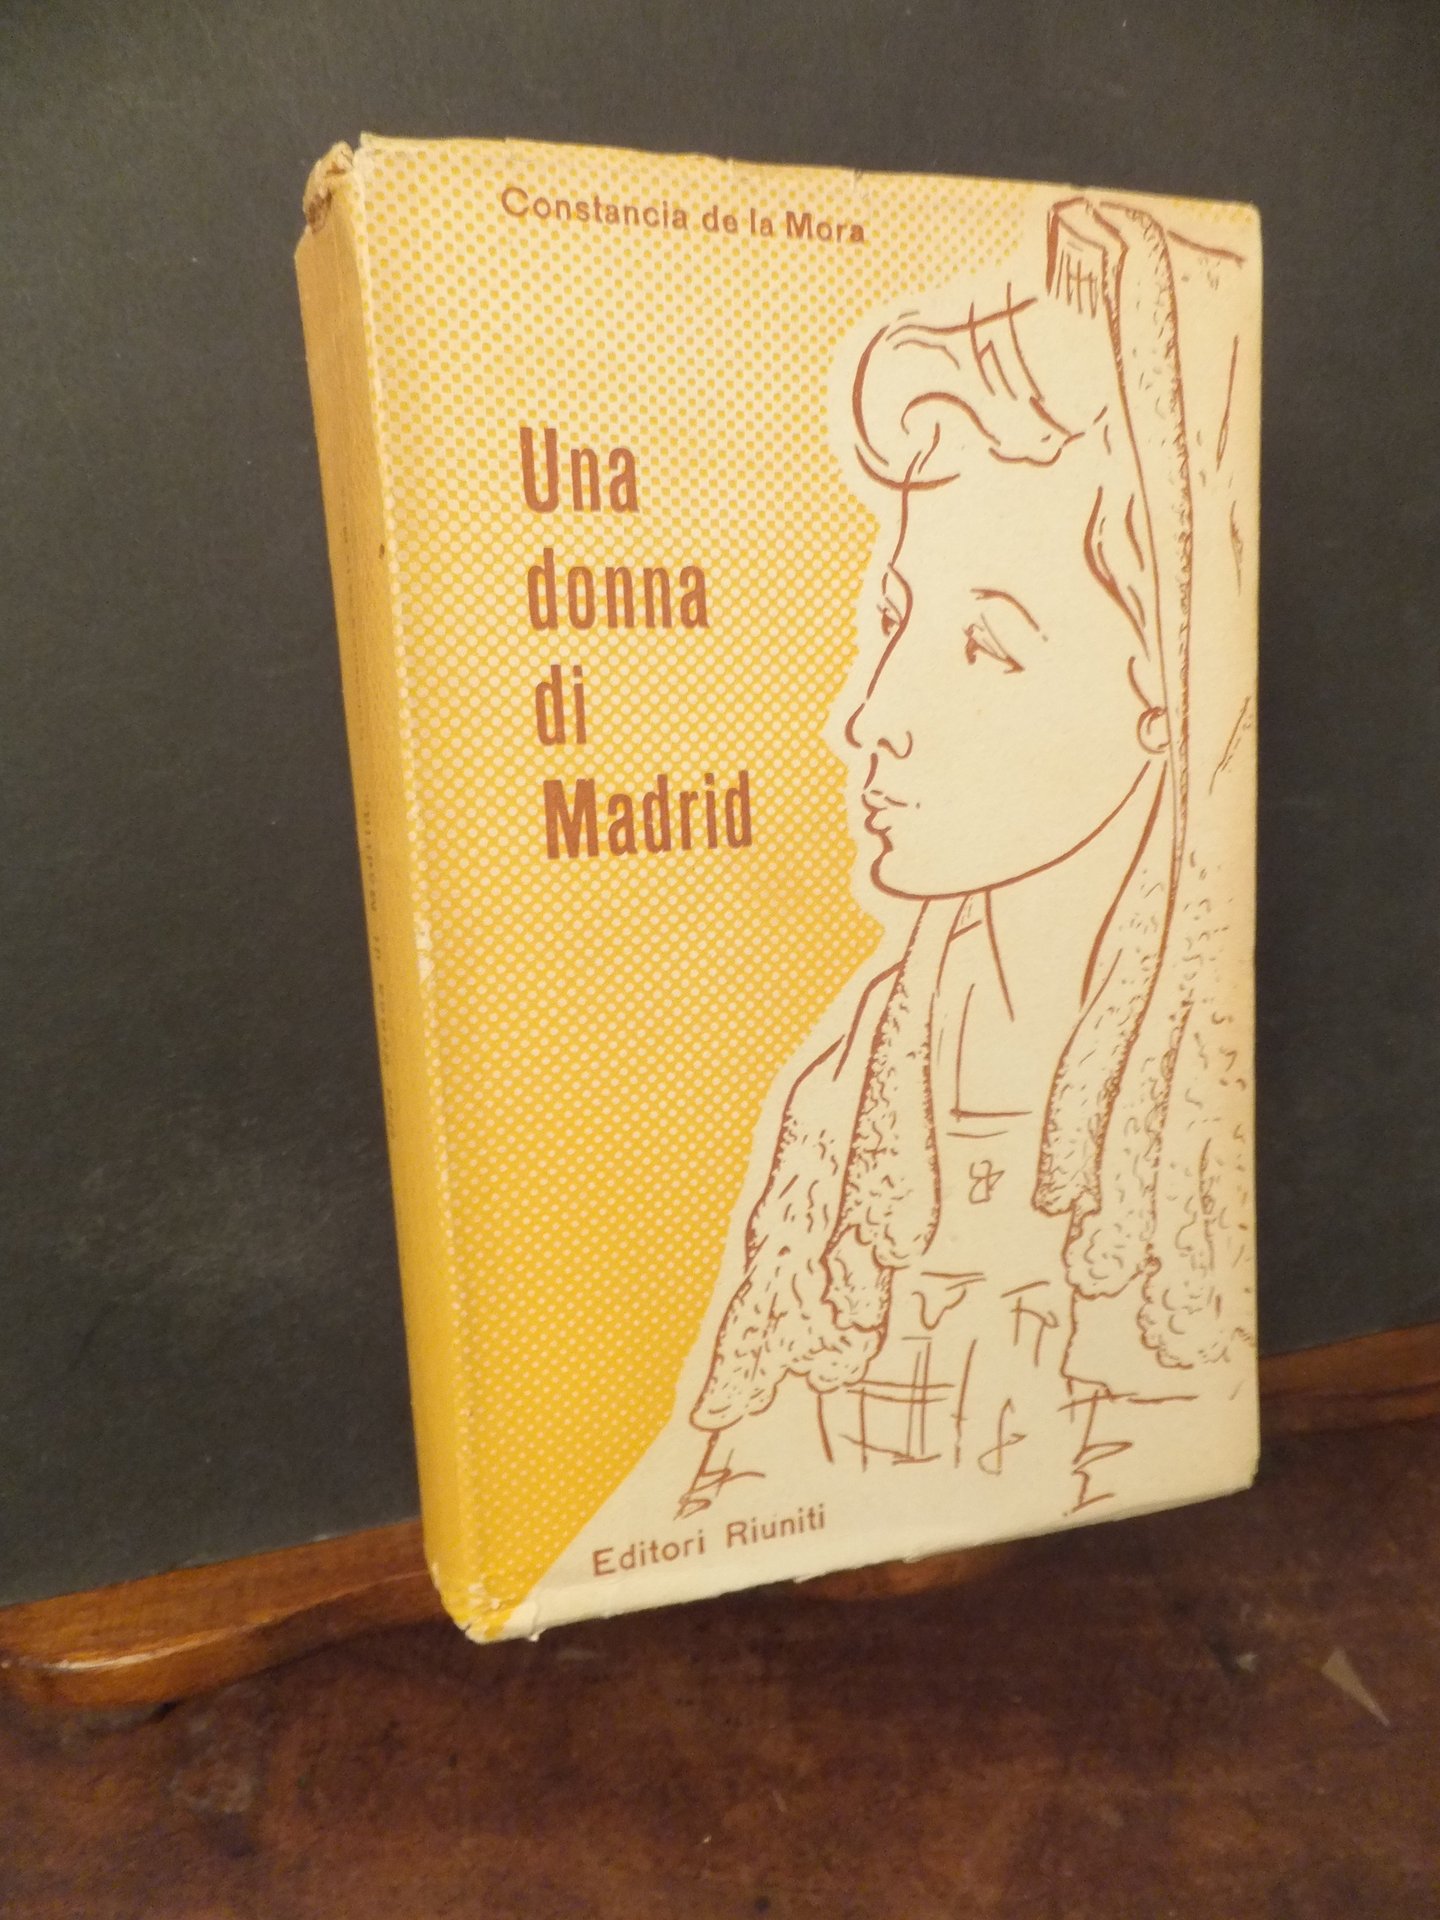 Constancia de la Mora
Una
donna
di
Madrid
Editori Riuniti